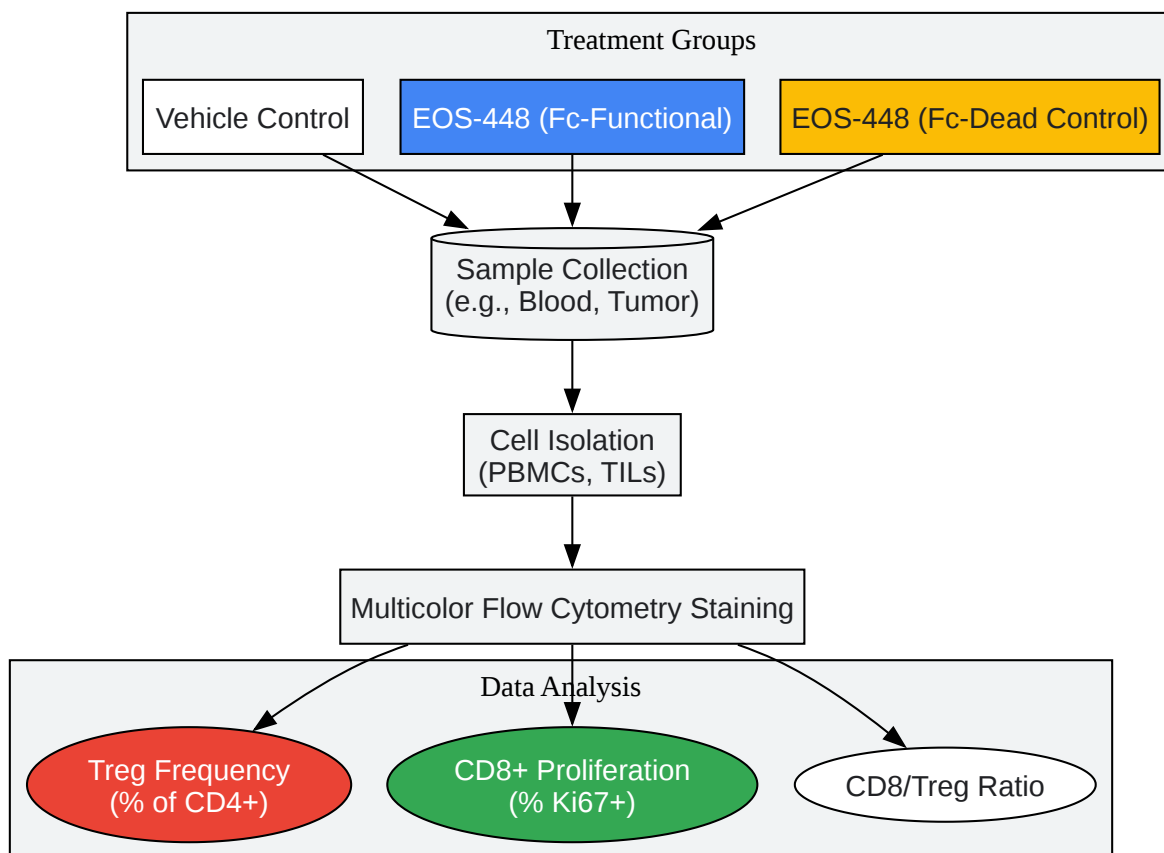 Treatment Groups
Vehicle Control
EOS-448 (Fc-Functional)
EOS-448 (Fc-Dead Control)
Sample Collection
(e.g., Blood, Tumor)
Cell Isolation
(PBMCs, TILs)
Multicolor Flow Cytometry Staining
Data Analysis
Treg Frequency
(% of CD4+)
CD8+ Proliferation
(% Ki67+)
CD8/Treg Ratio